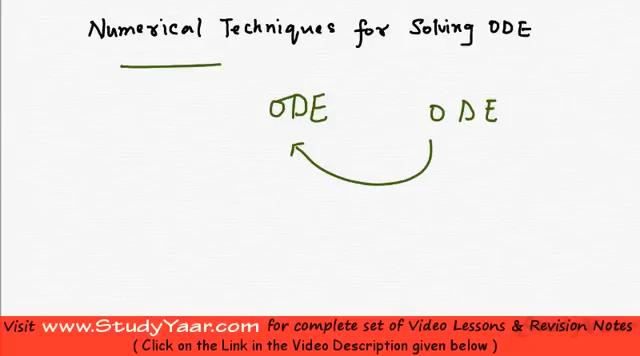 Numerical Techniques for Solving ODE
ODE ODE
Visit www.StudyYaar.com for complete set of Video Lessons & Revision Notes
( Click on the Link in the Video Description given below )